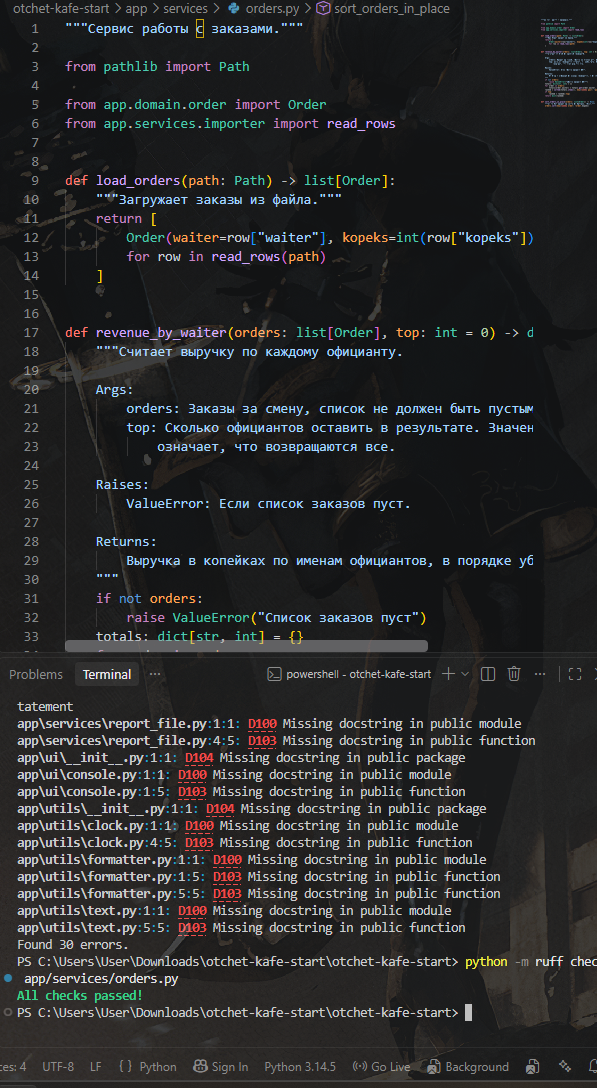 otchet-kafe-start > app > services > orders.py > sort_orders_in_place
1 """Сервис работы с заказами."""
2
3 from pathlib import Path
4
5 from app.domain.order import Order
6 from app.services.importer import read_rows
7
8
9 def load_orders(path: Path) -> list[Order]:
10 """Загружает заказы из файла."""
11 return [
12 Order(waiter=row["waiter"], kopeks=int(row["kopeks"])
13 for row in read_rows(path)
14 ]
15
16
17 def revenue_by_waiter(orders: list[Order], top: int = 0) -> d
18 """Считает выручку по каждому официанту.
19
20 Args:
21 orders: Заказы за смену, список не должен быть пустым
22 top: Сколько официантов оставить в результате. Значен
23 означает, что возвращаются все.
24
25 Raises:
26 ValueError: Если список заказов пуст.
27
28 Returns:
29 Выручка в копейках по именам официантов, в порядке уб
30 """
31 if not orders:
32 raise ValueError("Список заказов пуст")
33 totals: dict[str, int] = {}
Problems Terminal ··· powershell - otchet-kafe-start
tatement
app\services\report_file.py:1:1: D100 Missing docstring in public module
app\services\report_file.py:4:5: D103 Missing docstring in public function
app\ui\__init__.py:1:1: D104 Missing docstring in public package
app\ui\console.py:1:1: D100 Missing docstring in public module
app\ui\console.py:1:5: D103 Missing docstring in public function
app\utils\__init__.py:1:1: D104 Missing docstring in public package
app\utils\clock.py:1:1: D100 Missing docstring in public module
app\utils\clock.py:4:5: D103 Missing docstring in public function
app\utils\formatter.py:1:1: D100 Missing docstring in public module
app\utils\formatter.py:1:5: D103 Missing docstring in public function
app\utils\formatter.py:5:5: D103 Missing docstring in public function
app\utils\text.py:1:1: D100 Missing docstring in public module
app\utils\text.py:5:5: D103 Missing docstring in public function
Found 30 errors.
PS C:\Users\User\Downloads\otchet-kafe-start\otchet-kafe-start> python -m ruff chec
app/services/orders.py
All checks passed!
PS C:\Users\User\Downloads\otchet-kafe-start\otchet-kafe-start>
ces: 4 UTF-8 LF {} Python Sign In Python 3.14.5 Go Live Background